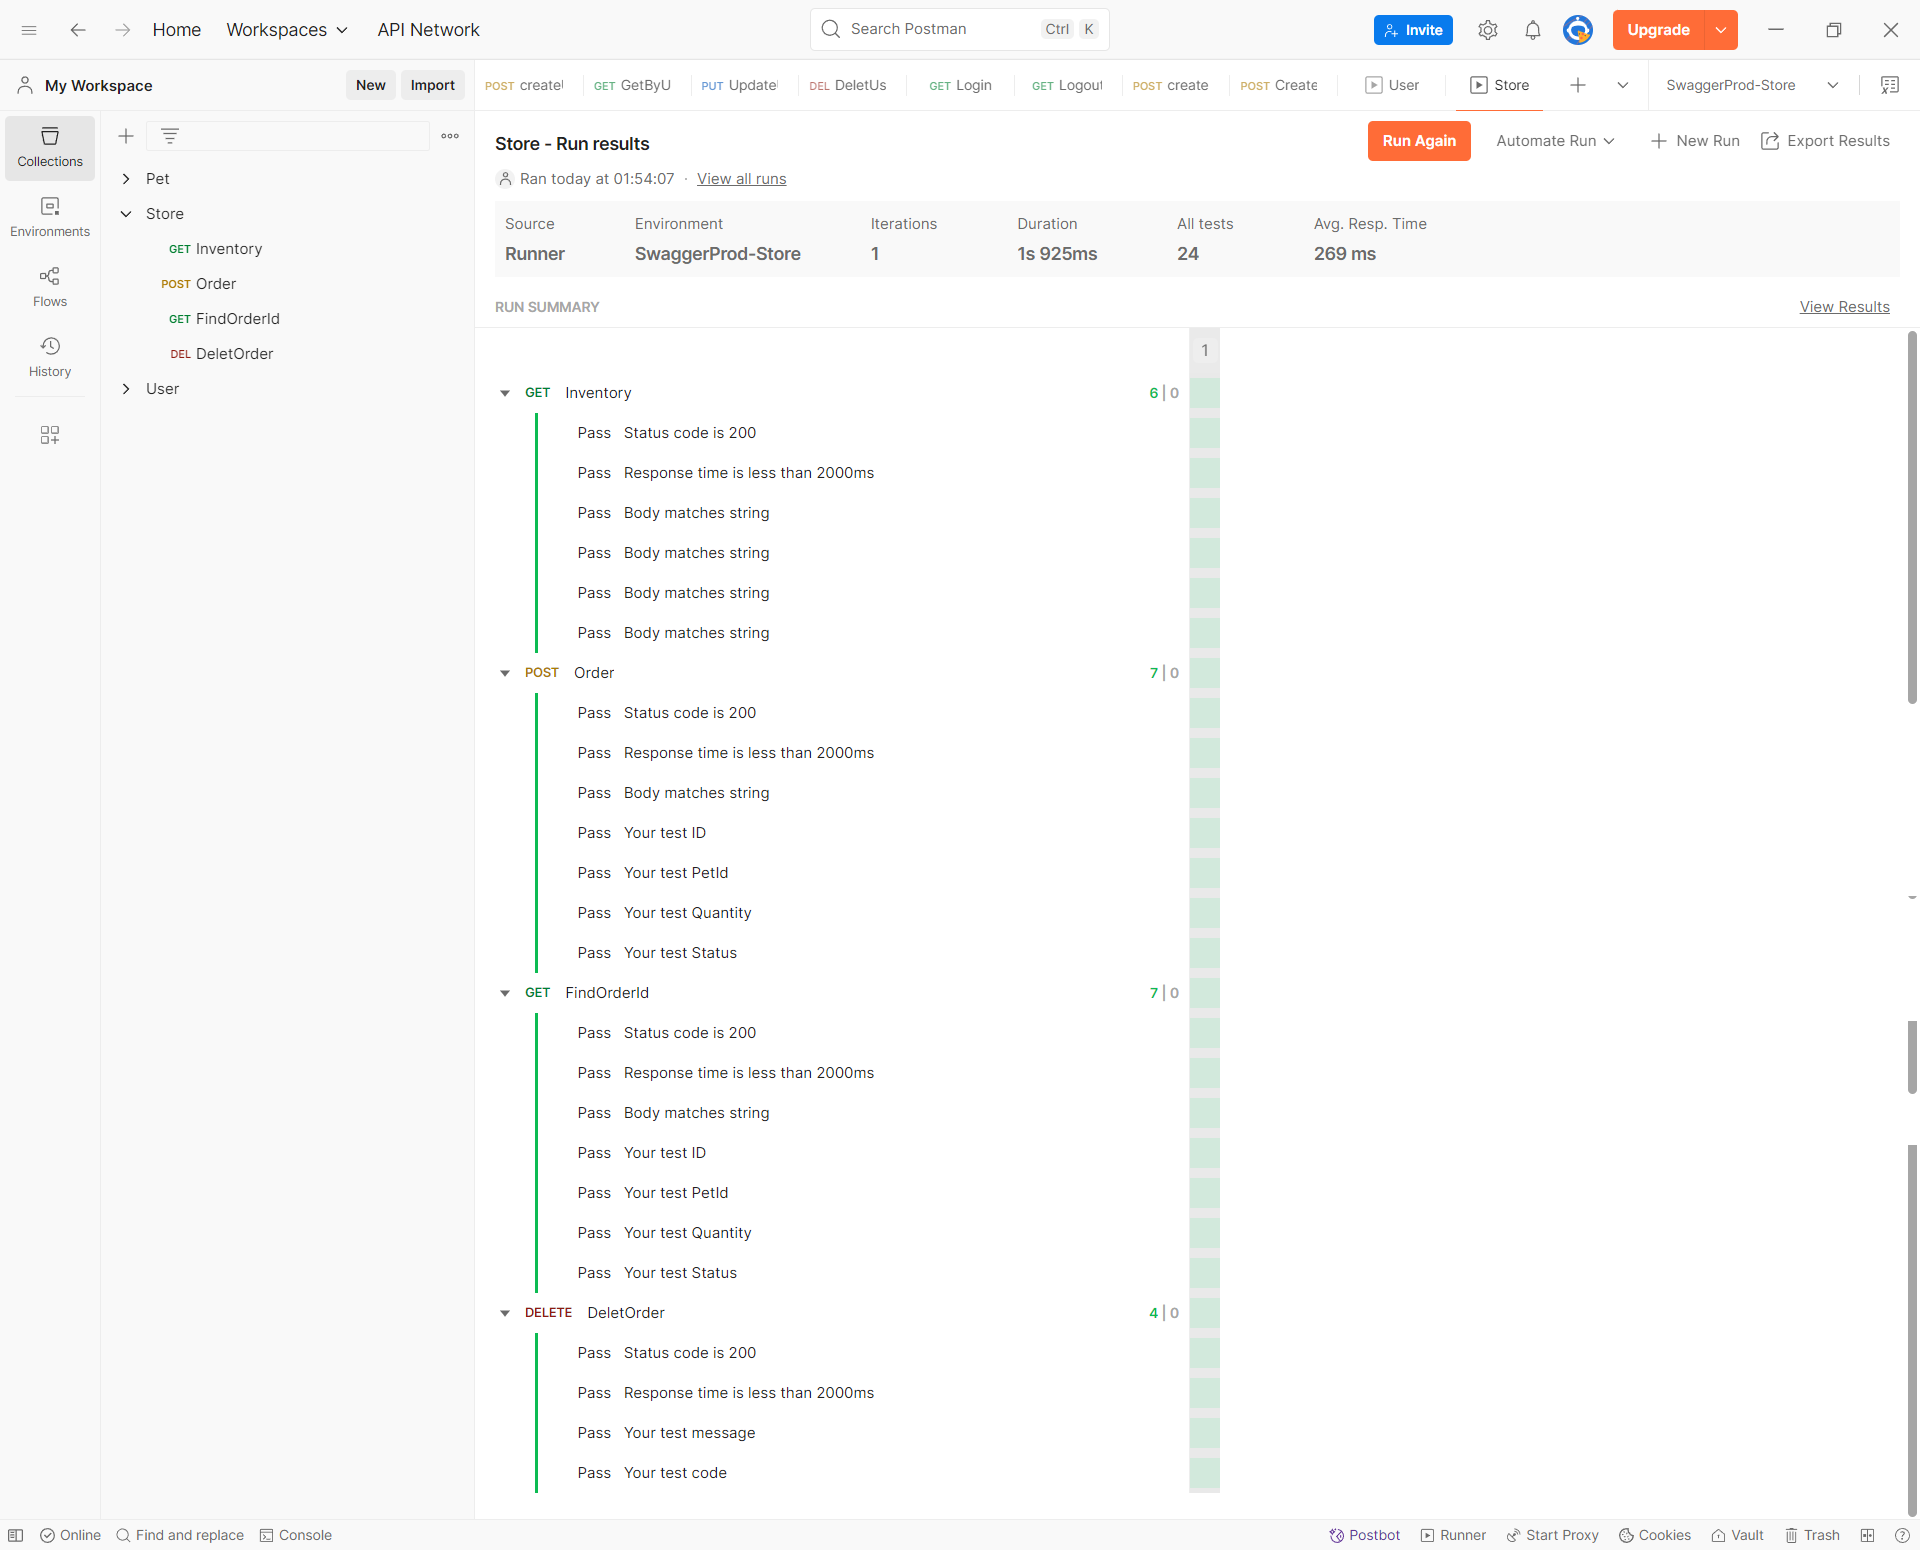 Home Workspaces API Network Search Postman Ctrl K Invite Upgrade
My Workspace New Import POST create GET GetByU PUT Update DEL DeletUs GET Login GET Logout POST create POST Create User Store SwaggerProd-Store
Collections
Environments
Flows
History
Pet
Store
GET Inventory
POST Order
GET FindOrderId
DEL DeletOrder
User
Store - Run results Run Again Automate Run New Run Export Results
Ran today at 01:54:07 · View all runs
Source Environment Iterations Duration All tests Avg. Resp. Time
Runner SwaggerProd-Store 1 1s 925ms 24 269 ms
RUN SUMMARY View Results
1
GET Inventory 6 | 0
Pass Status code is 200
Pass Response time is less than 2000ms
Pass Body matches string
Pass Body matches string
Pass Body matches string
Pass Body matches string
POST Order 7 | 0
Pass Status code is 200
Pass Response time is less than 2000ms
Pass Body matches string
Pass Your test ID
Pass Your test PetId
Pass Your test Quantity
Pass Your test Status
GET FindOrderId 7 | 0
Pass Status code is 200
Pass Response time is less than 2000ms
Pass Body matches string
Pass Your test ID
Pass Your test PetId
Pass Your test Quantity
Pass Your test Status
DELETE DeletOrder 4 | 0
Pass Status code is 200
Pass Response time is less than 2000ms
Pass Your test message
Pass Your test code
Online Find and replace Console Postbot Runner Start Proxy Cookies Vault Trash